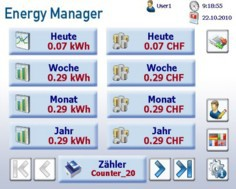 Energy Manager
User1
9:18:55
22.10.2010
Heute
0.07 kWh
Heute
0.07 CHF
Woche
0.29 kWh
Woche
0.29 CHF
Monat
0.29 kWh
Monat
0.29 CHF
Jahr
0.29 kWh
Jahr
0.29 CHF
Zähler
Counter_20